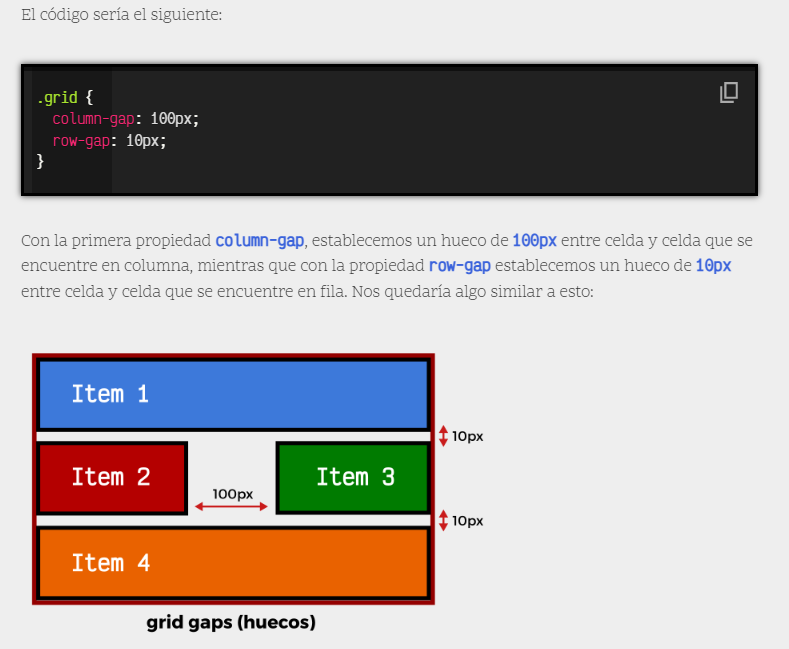 El código sería el siguiente:
.grid {
  column-gap: 100px;
  row-gap: 10px;
}
Con la primera propiedad column-gap, establecemos un hueco de 100px entre celda y celda que se
encuentre en columna, mientras que con la propiedad row-gap establecemos un hueco de 10px
entre celda y celda que se encuentre en fila. Nos quedaría algo similar a esto:
Item 1
10px
Item 2
100px
Item 3
10px
Item 4
grid gaps (huecos)